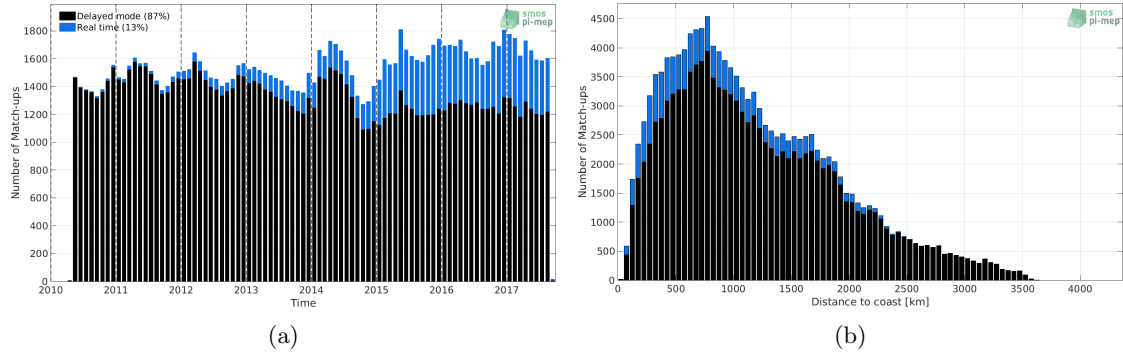 Delayed mode (87%)
Real time (13%)
smos
pi-mep
Number of Match-ups
1800
1600
1400
1200
1000
800
600
400
200
0
2010 2011 2012 2013 2014 2015 2016 2017
Time
(a)
smos
pi-mep
Number of Match-ups
4500
4000
3500
3000
2500
2000
1500
1000
500
0
0 500 1000 1500 2000 2500 3000 3500 4000
Distance to coast [km]
(b)